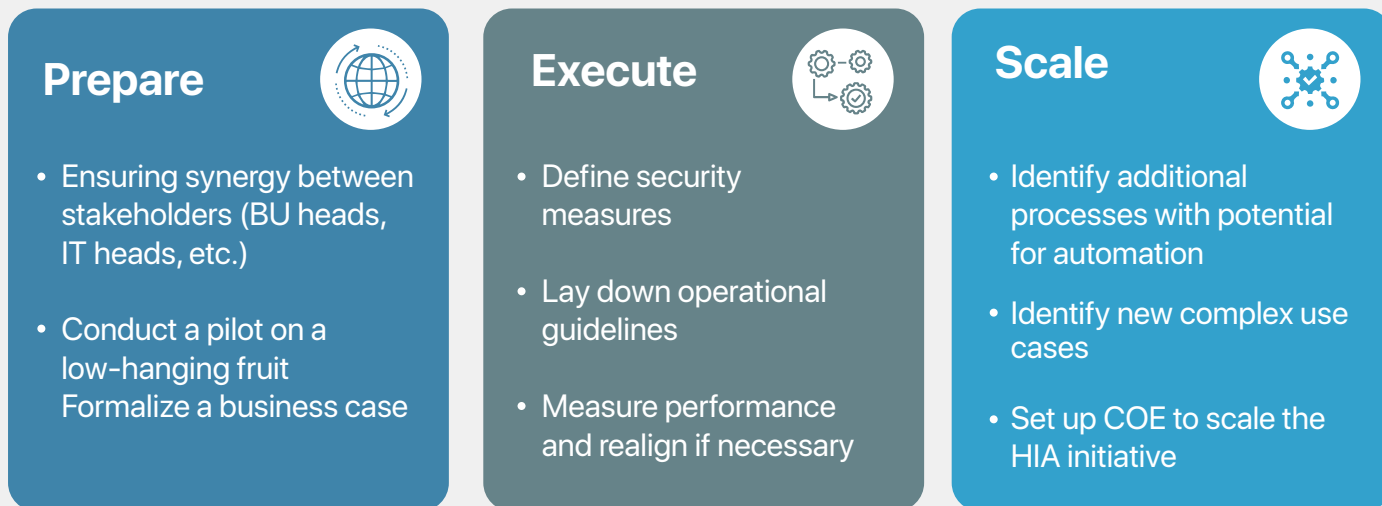 Prepare
• Ensuring synergy between
stakeholders (BU heads,
IT heads, etc.)
• Conduct a pilot on a
low-hanging fruit
Formalize a business case
Execute
• Define security
measures
• Lay down operational
guidelines
• Measure performance
and realign if necessary
Scale
• Identify additional
processes with potential
for automation
• Identify new complex use
cases
• Set up COE to scale the
HIA initiative